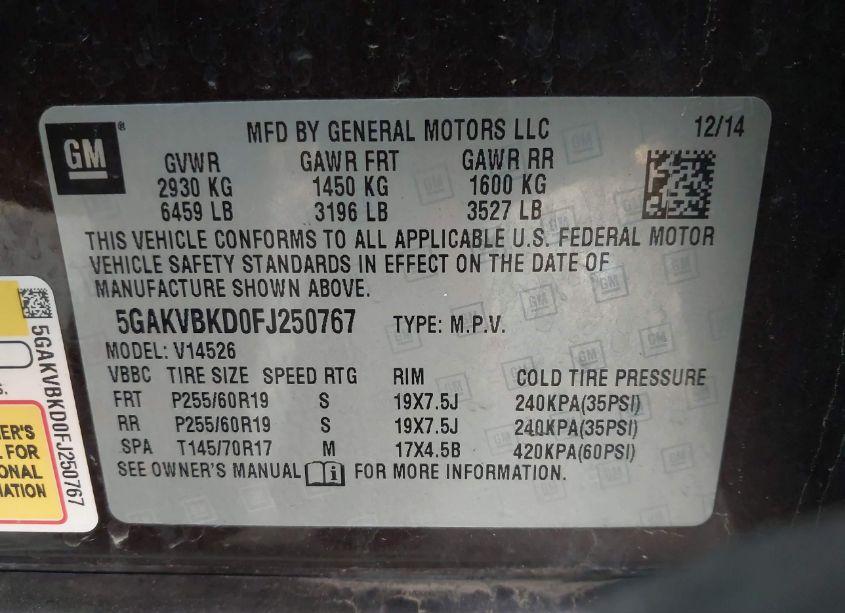 GM ®
MFD BY GENERAL MOTORS LLC 12/14
GVWR GAWR FRT GAWR RR
2930 KG 1450 KG 1600 KG
6459 LB 3196 LB 3527 LB
THIS VEHICLE CONFORMS TO ALL APPLICABLE U.S. FEDERAL MOTOR
VEHICLE SAFETY STANDARDS IN EFFECT ON THE DATE OF
MANUFACTURE SHOWN ABOVE.
5GAKVBKD0FJ250767 TYPE: M.P.V.
MODEL: V14526
VBBC TIRE SIZE SPEED RTG RIM COLD TIRE PRESSURE
FRT P255/60R19 S 19X7.5J 240KPA(35PSI)
RR P255/60R19 S 19X7.5J 240KPA(35PSI)
SPA T145/70R17 M 17X4.5B 420KPA(60PSI)
SEE OWNER'S MANUAL i FOR MORE INFORMATION.
5GAKVBKD0FJ250767
S.
ER'S
L FOR
ONAL
MATION